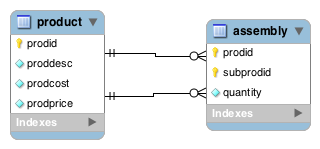 product
prodid
proddesc
prodcost
prodprice
Indexes
assembly
prodid
subprodid
quantity
Indexes